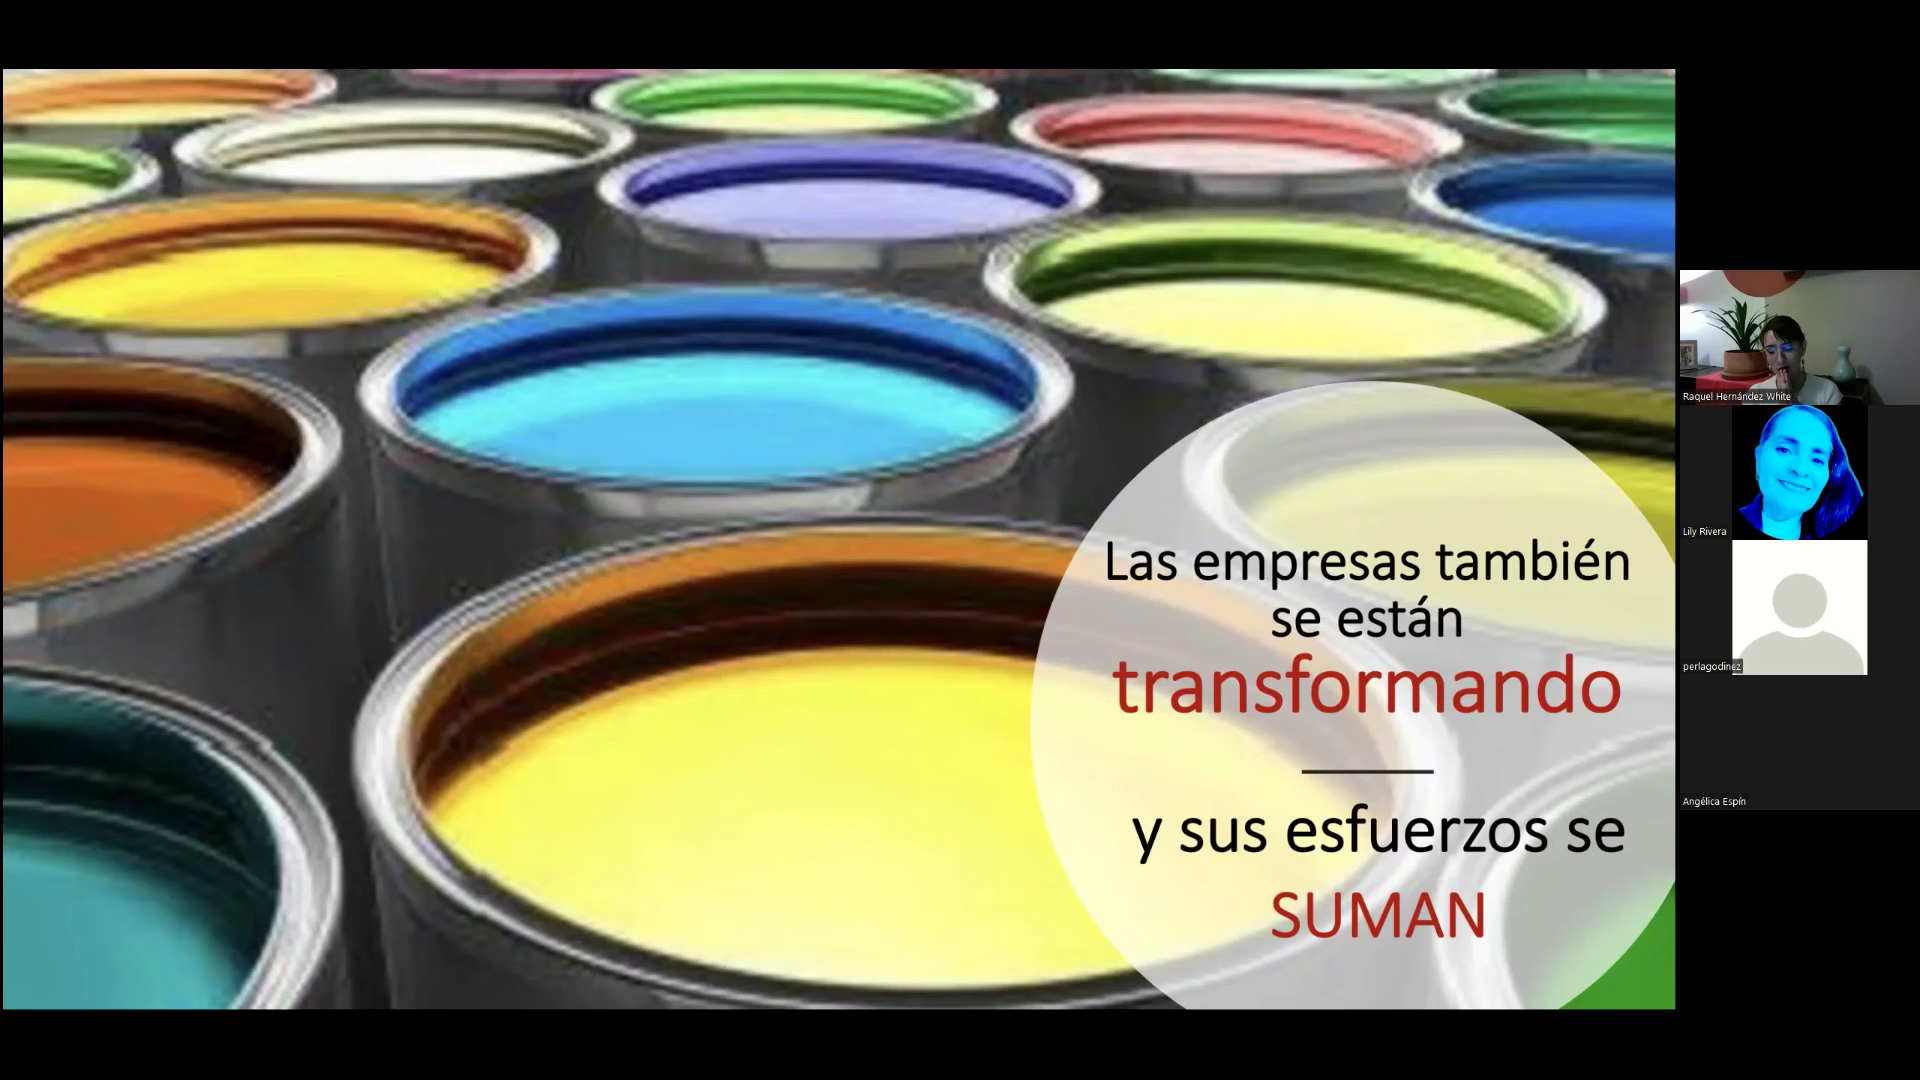 Las empresas también
se están
transformando
y sus esfuerzos se
SUMAN
Raquel Hernández White
Lily Rivera
perlagodinez
Angélica Espín